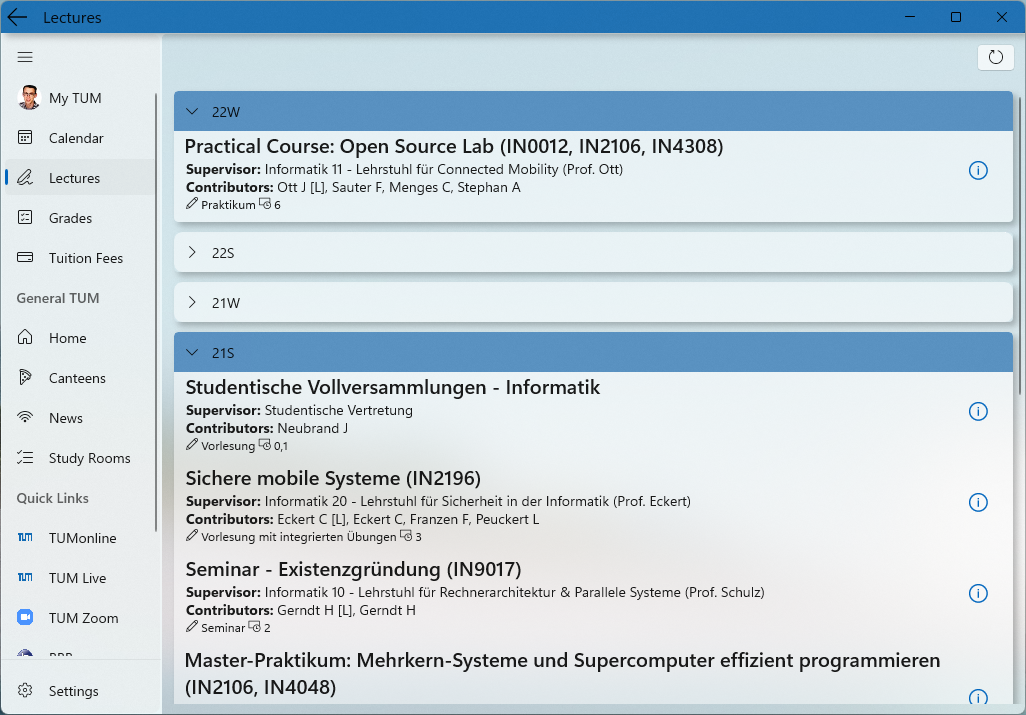 Lectures
My TUM
Calendar
Lectures
Grades
Tuition Fees
General TUM
Home
Canteens
News
Study Rooms
Quick Links
TUMonline
TUM Live
TUM Zoom
Settings
22W
Practical Course: Open Source Lab (IN0012, IN2106, IN4308)
Supervisor: Informatik 11 - Lehrstuhl für Connected Mobility (Prof. Ott)
Contributors: Ott J [L], Sauter F, Menges C, Stephan A
Praktikum 6
22S
21W
21S
Studentische Vollversammlungen - Informatik
Supervisor: Studentische Vertretung
Contributors: Neubrand J
Vorlesung 0,1
Sichere mobile Systeme (IN2196)
Supervisor: Informatik 20 - Lehrstuhl für Sicherheit in der Informatik (Prof. Eckert)
Contributors: Eckert C [L], Eckert C, Franzen F, Peuckert L
Vorlesung mit integrierten Übungen 3
Seminar - Existenzgründung (IN9017)
Supervisor: Informatik 10 - Lehrstuhl für Rechnerarchitektur & Parallele Systeme (Prof. Schulz)
Contributors: Gerndt H [L], Gerndt H
Seminar 2
Master-Praktikum: Mehrkern-Systeme und Supercomputer effizient programmieren
(IN2106, IN4048)